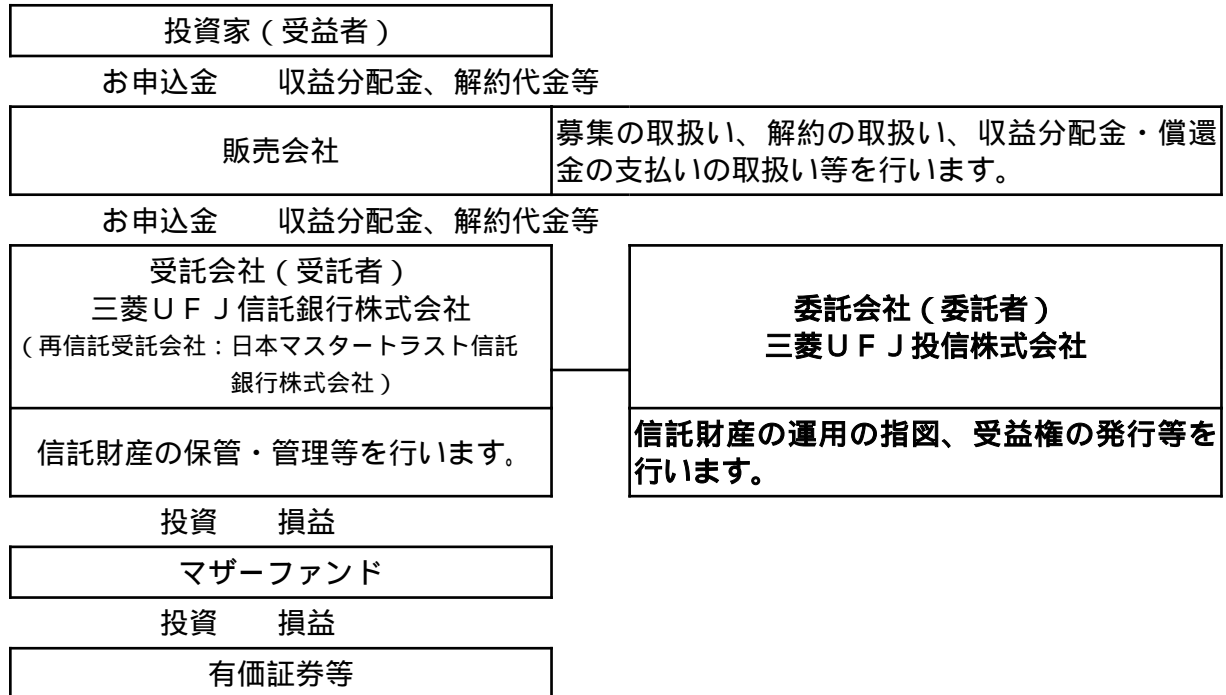 投資家（受益者）
お申込金　収益分配金、解約代金等
販売会社
募集の取扱い、解約の取扱い、収益分配金・償還
金の支払いの取扱い等を行います。
お申込金　収益分配金、解約代金等
受託会社（受託者）
三菱ＵＦＪ信託銀行株式会社
（再信託受託会社：日本マスタートラスト信託
銀行株式会社）
委託会社（委託者）
三菱ＵＦＪ投信株式会社
信託財産の保管・管理等を行います。
信託財産の運用の指図、受益権の発行等を
行います。
投資　損益
マザーファンド
投資　損益
有価証券等